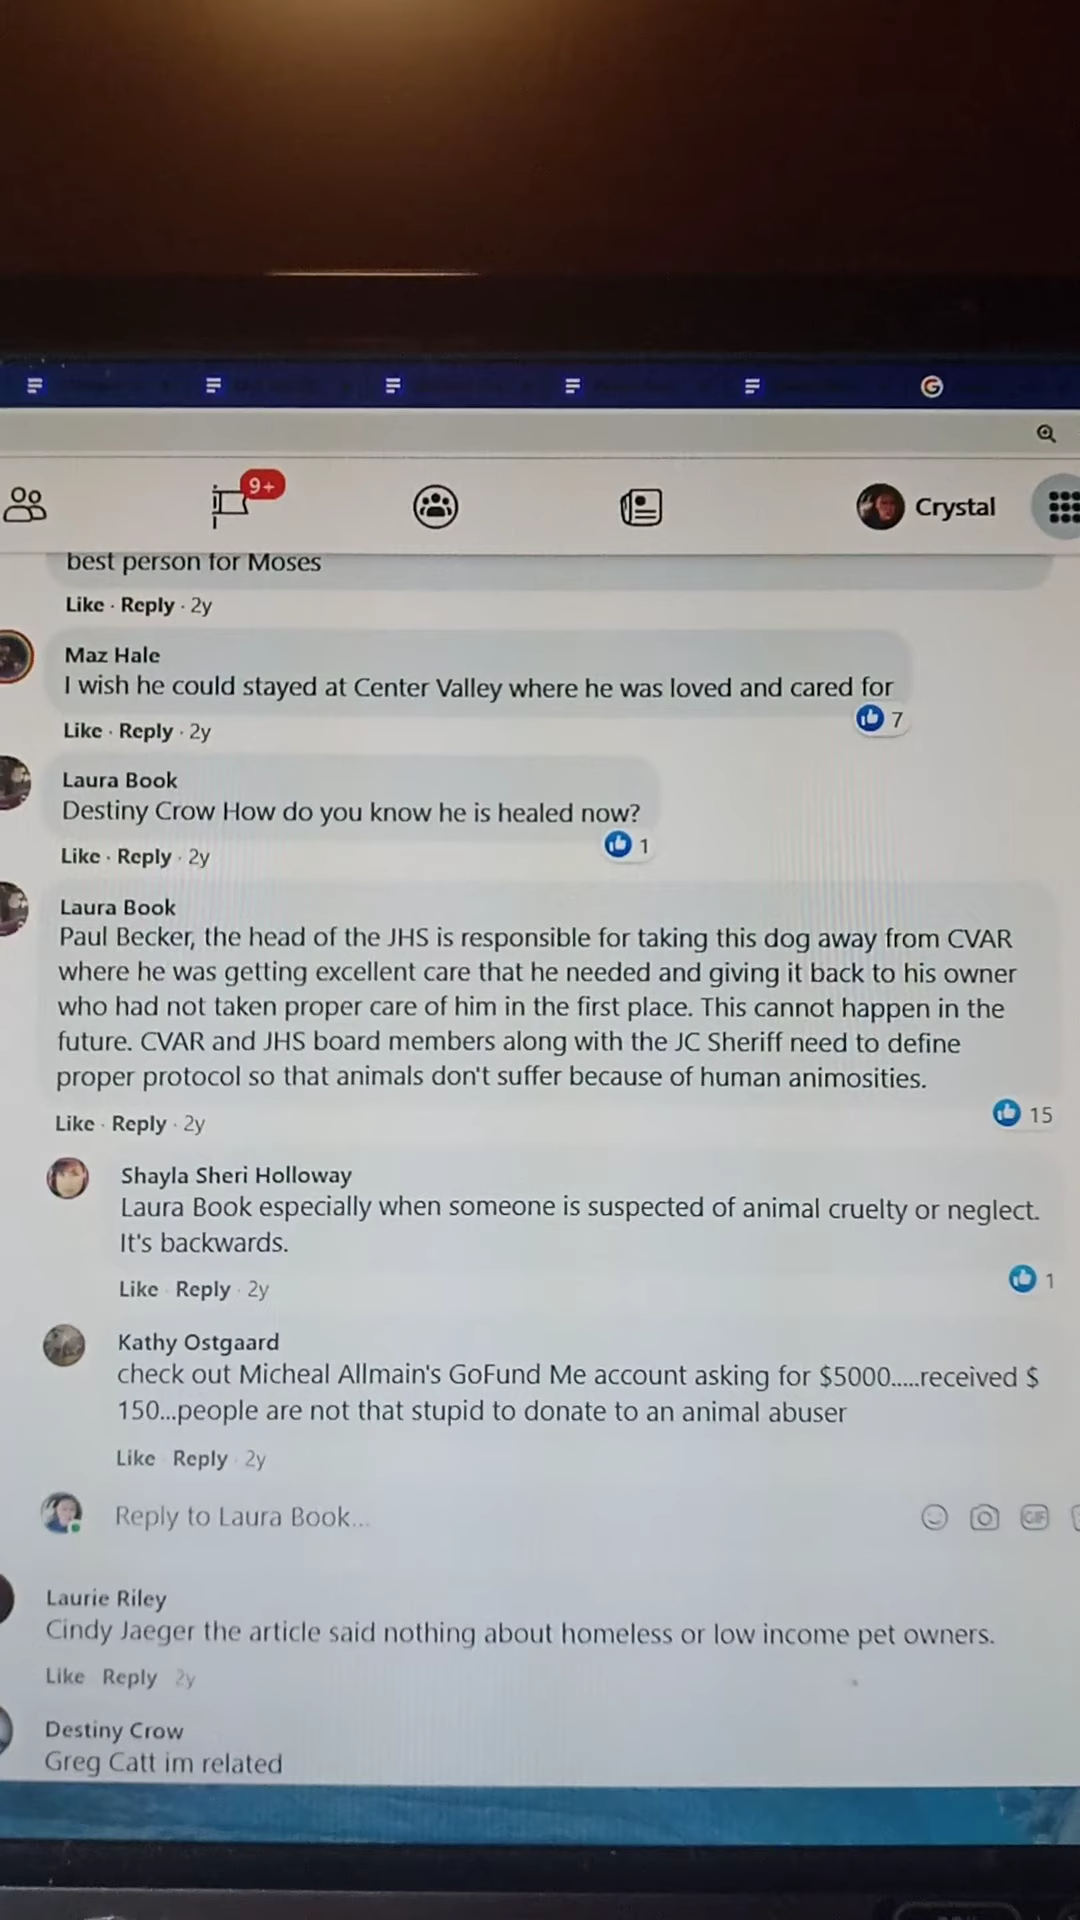 9+
Crystal
best person for Moses
Like · Reply · 2y
Maz Hale
I wish he could stayed at Center Valley where he was loved and cared for
7
Like · Reply · 2y
Laura Book
Destiny Crow How do you know he is healed now?
1
Like · Reply · 2y
Laura Book
Paul Becker, the head of the JHS is responsible for taking this dog away from CVAR
where he was getting excellent care that he needed and giving it back to his owner
who had not taken proper care of him in the first place. This cannot happen in the
future. CVAR and JHS board members along with the JC Sheriff need to define
proper protocol so that animals don't suffer because of human animosities.
15
Like · Reply · 2y
Shayla Sheri Holloway
Laura Book especially when someone is suspected of animal cruelty or neglect.
It's backwards.
1
Like · Reply · 2y
Kathy Ostgaard
check out Micheal Allmain's GoFund Me account asking for $5000.....received $
150...people are not that stupid to donate to an animal abuser
Like Reply · 2y
Reply to Laura Book...
GIF
Laurie Riley
Cindy Jaeger the article said nothing about homeless or low income pet owners.
Like Reply 2y
Destiny Crow
Greg Catt im related